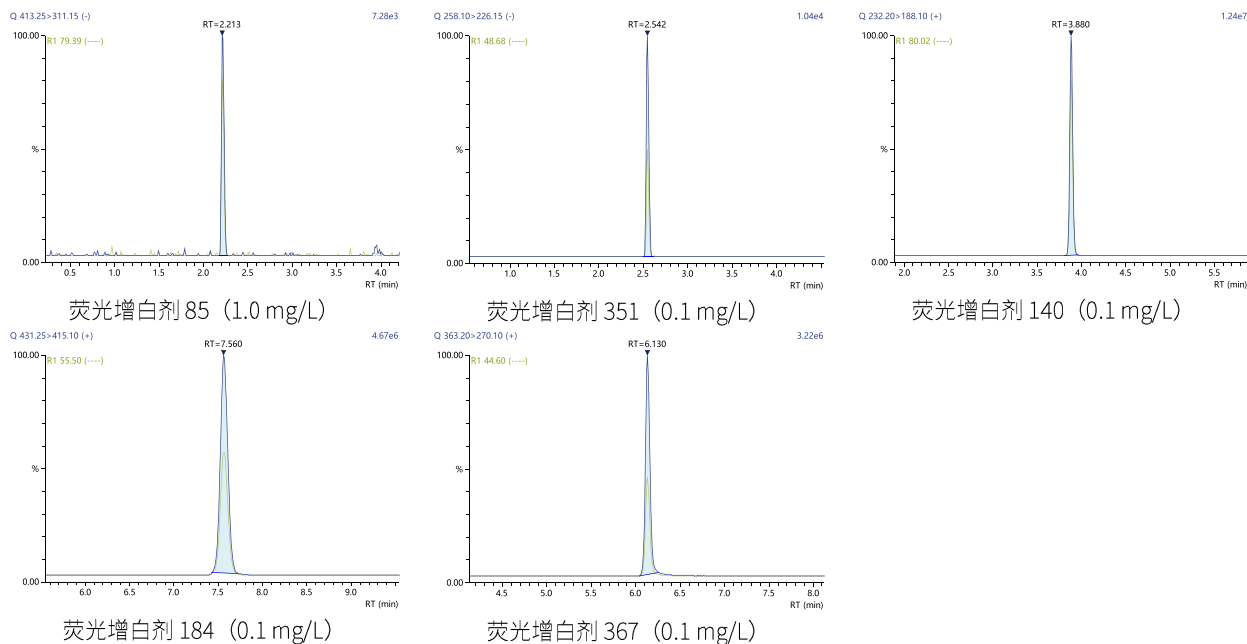 Q 413.25>311.15 (-) 7.28e3
RT=2.213
100.00
R1 79.39 (----)
%
0.00
0.5 1.0 1.5 2.0 2.5 3.0 3.5 4.0
RT (min)
荧光增白剂 85（1.0 mg/L）
Q 258.10>226.15 (-) 1.04e4
RT=2.542
100.00
R1 48.68 (----)
%
0.00
1.0 1.5 2.0 2.5 3.0 3.5 4.0
RT (min)
荧光增白剂 351（0.1 mg/L）
Q 232.20>188.10 (+) 1.24e7
RT=3.880
100.00
R1 80.02 (----)
%
0.00
2.0 2.5 3.0 3.5 4.0 4.5 5.0 5.5
RT (min)
荧光增白剂 140（0.1 mg/L）
Q 431.25>415.10 (+) 4.67e6
RT=7.560
100.00
R1 55.50 (----)
%
0.00
6.0 6.5 7.0 7.5 8.0 8.5 9.0
RT (min)
荧光增白剂 184（0.1 mg/L）
Q 363.20>270.10 (+) 3.22e6
RT=6.130
100.00
R1 44.60 (----)
%
0.00
4.5 5.0 5.5 6.0 6.5 7.0 7.5 8.0
RT (min)
荧光增白剂 367（0.1 mg/L）